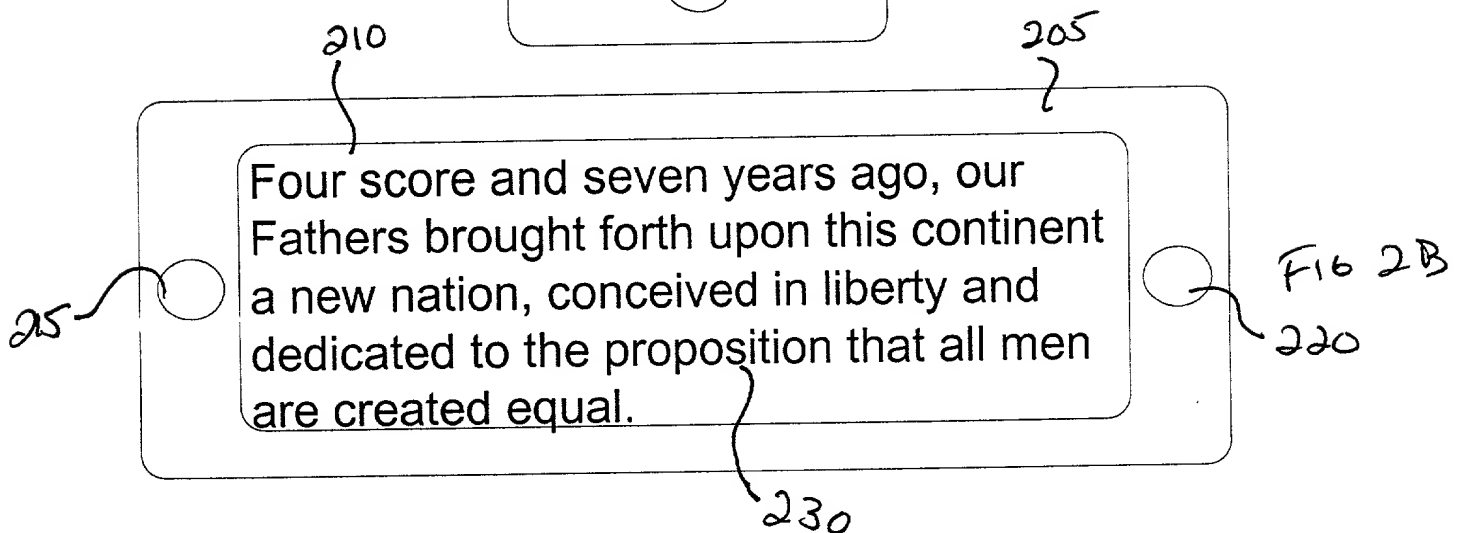 210
205
Four score and seven years ago, our
Fathers brought forth upon this continent
a new nation, conceived in liberty and
dedicated to the proposition that all men
are created equal.
FIG 2B
215
220
230